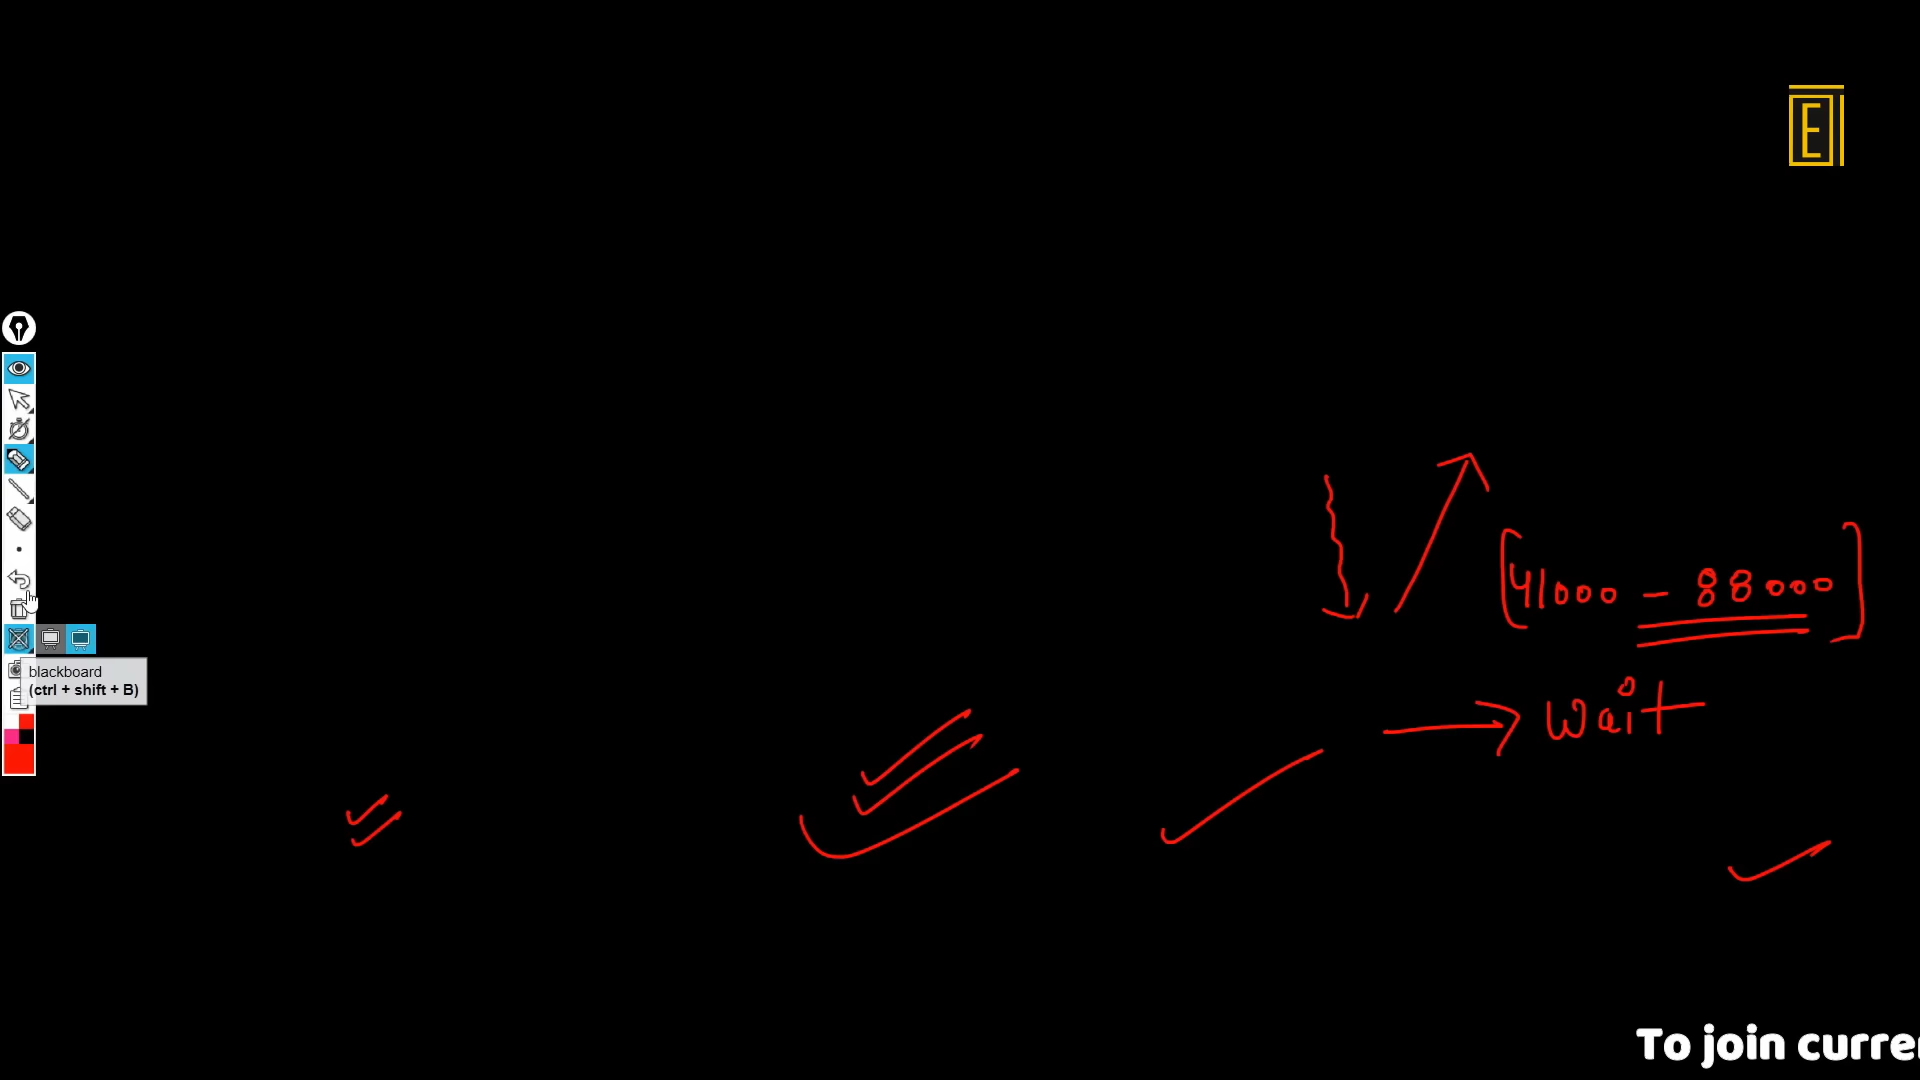 E
[41000 - 88000]
Wait
blackboard
(ctrl + shift + B)
To join curre